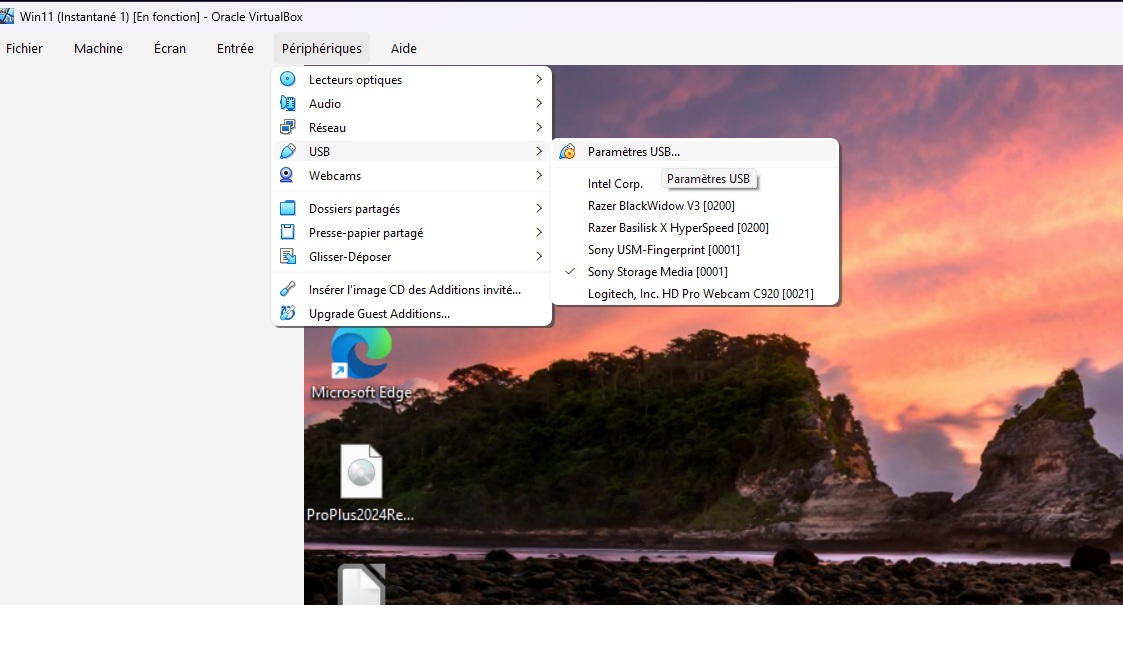 Win11 (Instantané 1) [En fonction] - Oracle VirtualBox
Fichier Machine Écran Entrée Périphériques Aide
Lecteurs optiques
Audio
Réseau
USB
Webcams
Dossiers partagés
Presse-papier partagé
Glisser-Déposer
Insérer l'image CD des Additions invité...
Upgrade Guest Additions...
Paramètres USB...
Paramètres USB
Intel Corp.
Razer BlackWidow V3 [0200]
Razer Basilisk X HyperSpeed [0200]
Sony USM-Fingerprint [0001]
Sony Storage Media [0001]
Logitech, Inc. HD Pro Webcam C920 [0021]
Microsoft Edge
ProPlus2024Re...